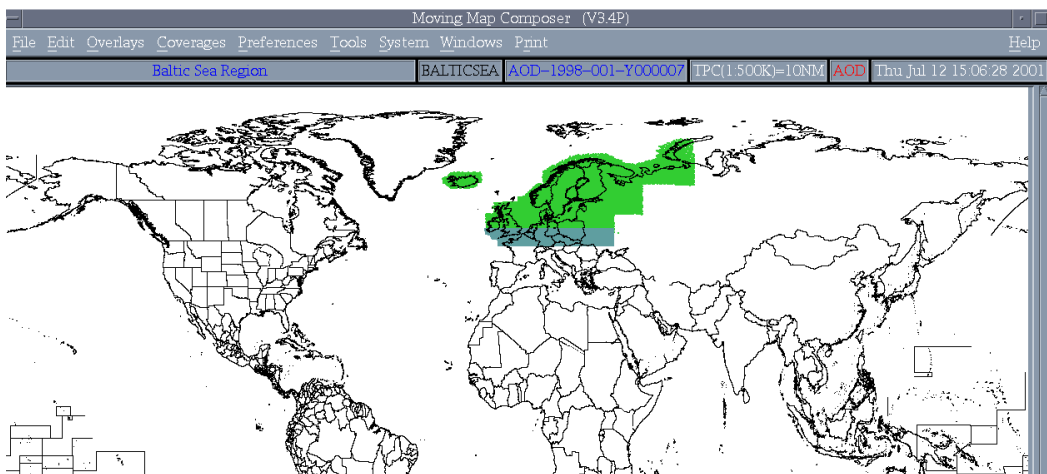 Moving Map Composer (V3.4P)
File Edit Overlays Coverages Preferences Tools System Windows Print Help
Baltic Sea Region BALTICSEA AOD-1998-001-Y000007 TPC(1:500K)=10NM AOD Thu Jul 12 15:06:28 2001